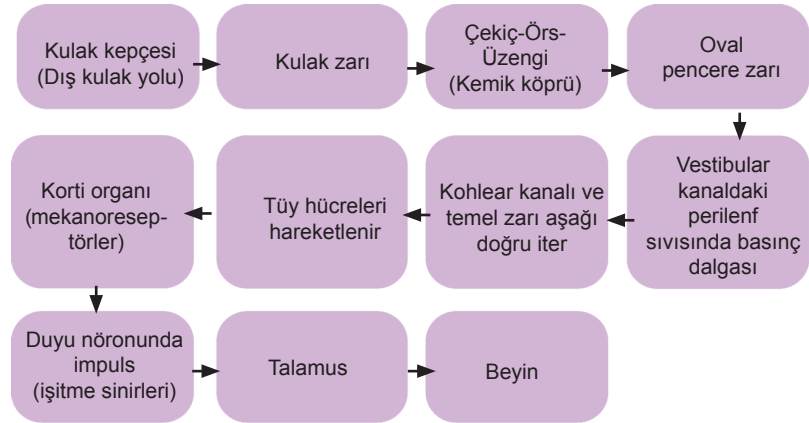 Kulak kepçesi
(Dış kulak yolu)
Kulak zarı
Çekiç-Örs-
Üzengi
(Kemik köprü)
Oval
pencere zarı
Vestibular
kanaldaki
perilenf
sıvısında basınç
dalgası
Kohlear kanalı ve
temel zarı aşağı
doğru iter
Tüy hücreleri
hareketlenir
Korti organı
(mekanoresep-
törler)
Duyu nöronunda
impuls
(işitme sinirleri)
Talamus
Beyin